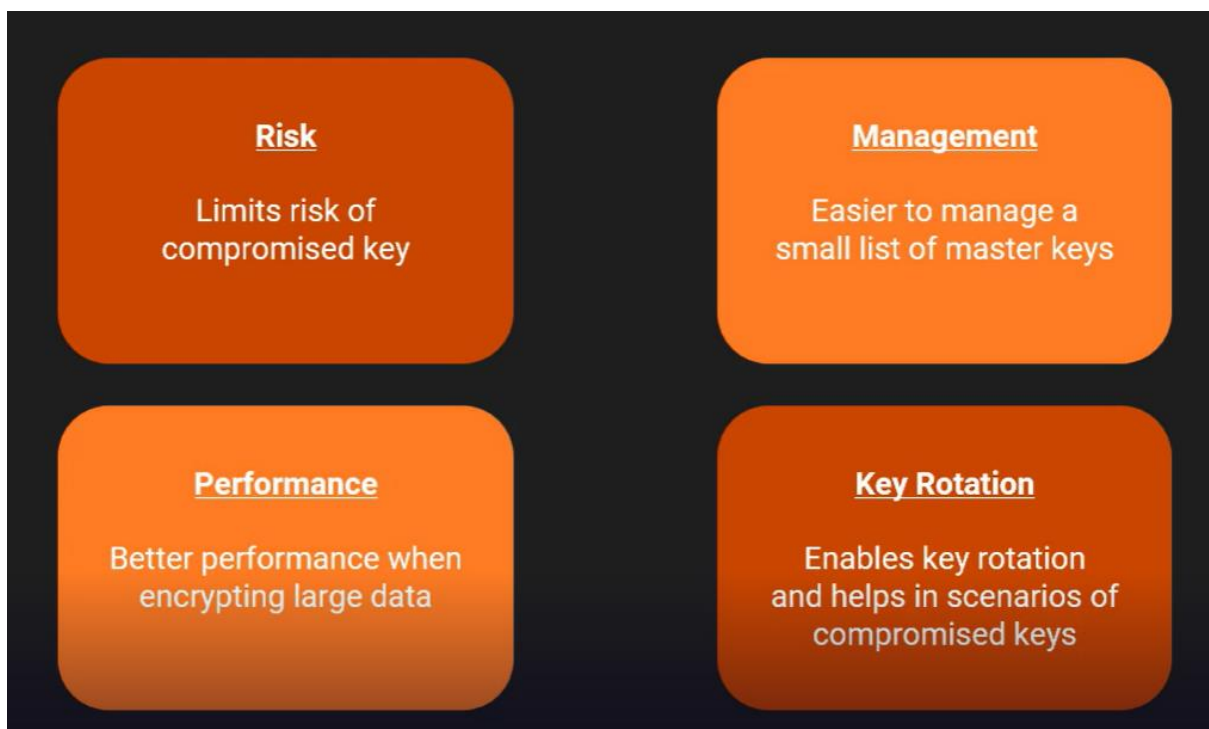 Risk
Limits risk of
compromised key
Management
Easier to manage a
small list of master keys
Performance
Better performance when
encrypting large data
Key Rotation
Enables key rotation
and helps in scenarios of
compromised keys